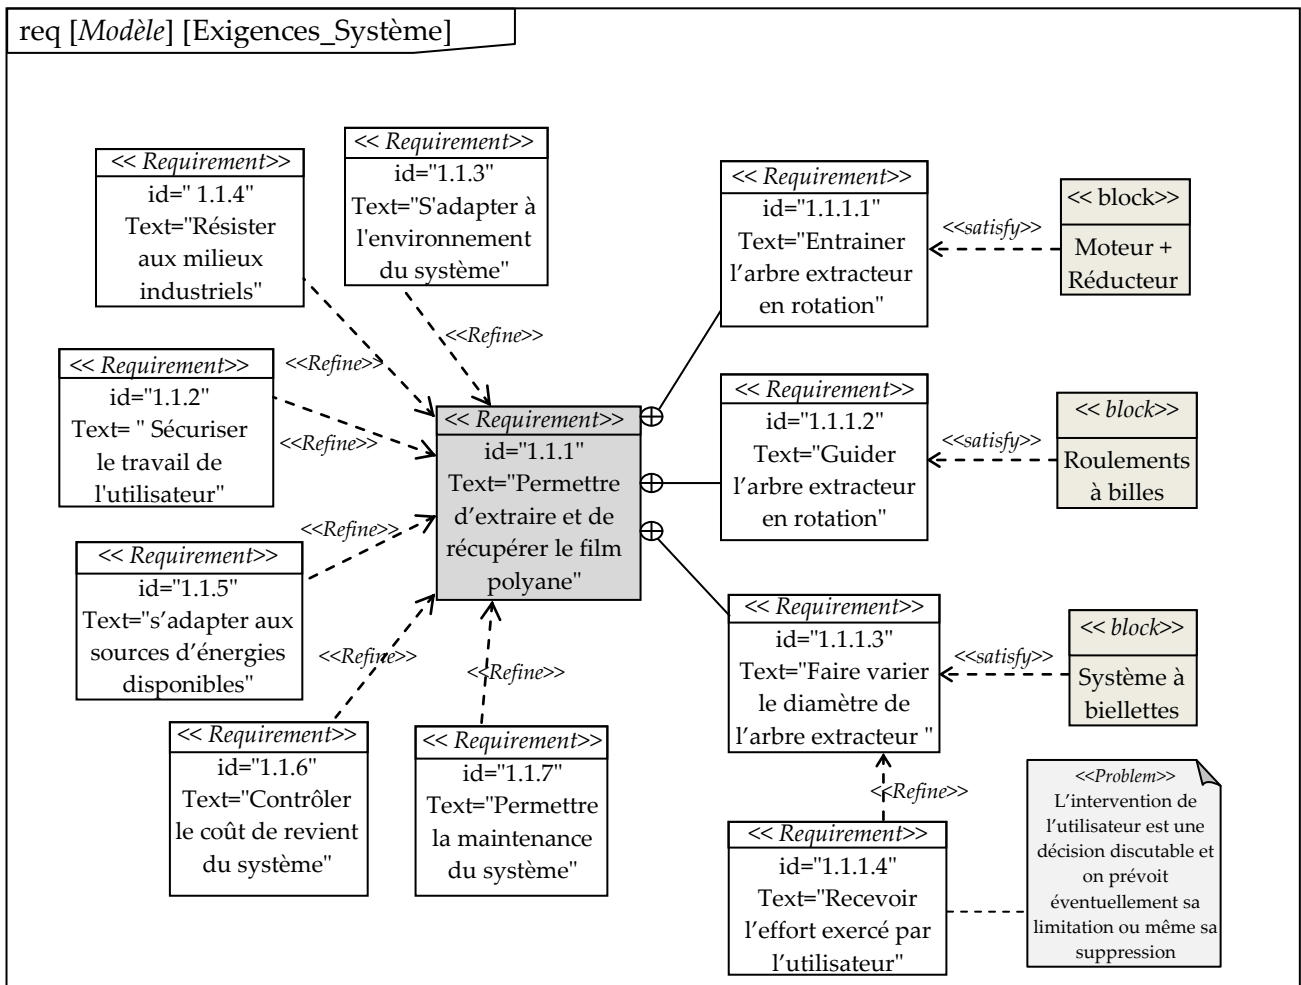 req [Modèle] [Exigences_Système]
<< Requirement>>
id=" 1.1.4"
Text="Résister
aux milieux
industriels"
<< Requirement>>
id="1.1.3"
Text="S'adapter à
l'environnement
du système"
<< Requirement>>
id="1.1.1.1"
Text="Entrainer
l’arbre extracteur
en rotation"
<<satisfy>>
<< block>>
Moteur +
Réducteur
<<Refine>>
<<Refine>>
<< Requirement>>
id="1.1.2"
Text= " Sécuriser
le travail de
l'utilisateur"
<<Refine>>
<< Requirement>>
id="1.1.1"
Text="Permettre
d’extraire et de
récupérer le film
polyane"
<< Requirement>>
id="1.1.1.2"
Text="Guider
l’arbre extracteur
en rotation"
<<satisfy>>
<< block>>
Roulements
à billes
<<Refine>>
<< Requirement>>
id="1.1.5"
Text="s’adapter aux
sources d’énergies
disponibles"
<<Refine>>
<<Refine>>
<< Requirement>>
id="1.1.1.3"
Text="Faire varier
le diamètre de
l’arbre extracteur "
<<satisfy>>
<< block>>
Système à
biellettes
<< Requirement>>
id="1.1.6"
Text="Contrôler
le coût de revient
du système"
<< Requirement>>
id="1.1.7"
Text="Permettre
la maintenance
du système"
<<Refine>>
<< Requirement>>
id="1.1.1.4"
Text="Recevoir
l’effort exercé par
l’utilisateur"
<<Problem>>
L’intervention de
l’utilisateur est une
décision discutable et
on prévoit
éventuellement sa
limitation ou même sa
suppression